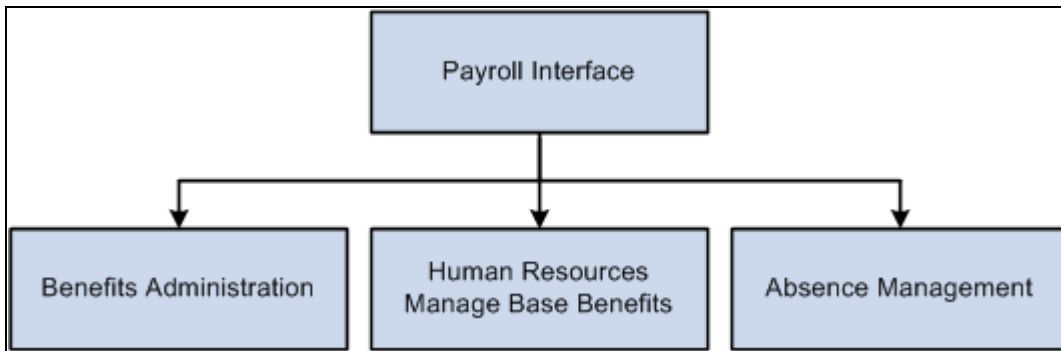 Payroll Interface
Benefits Administration
Human Resources
Manage Base Benefits
Absence Management